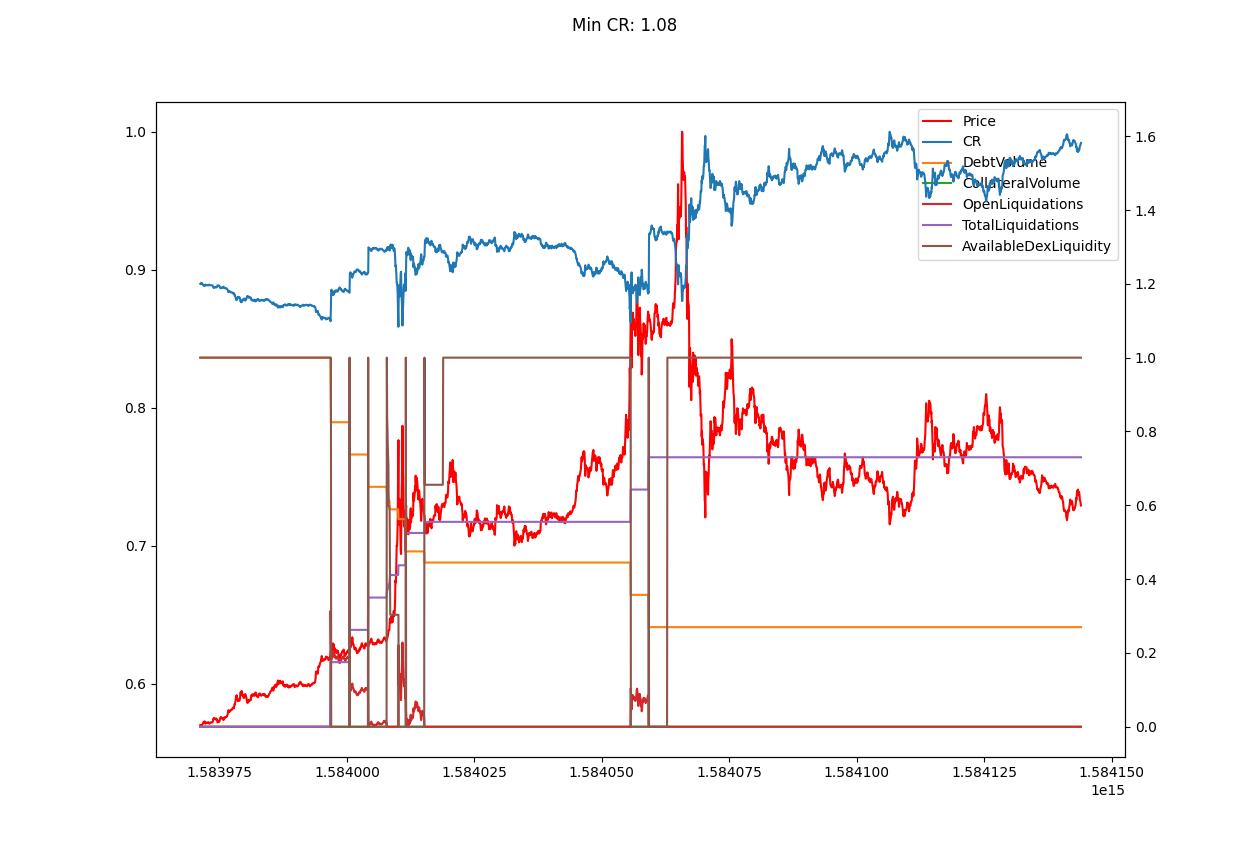 Min CR: 1.08
1.0
0.9
0.8
0.7
0.6
1.6
1.4
1.2
1.0
0.8
0.6
0.4
0.2
0.0
Price
CR
DebtVolume
CollateralVolume
OpenLiquidations
TotalLiquidations
AvailableDexLiquidity
1.583975 1.584000 1.584025 1.584050 1.584075 1.584100 1.584125 1.584150
1e15